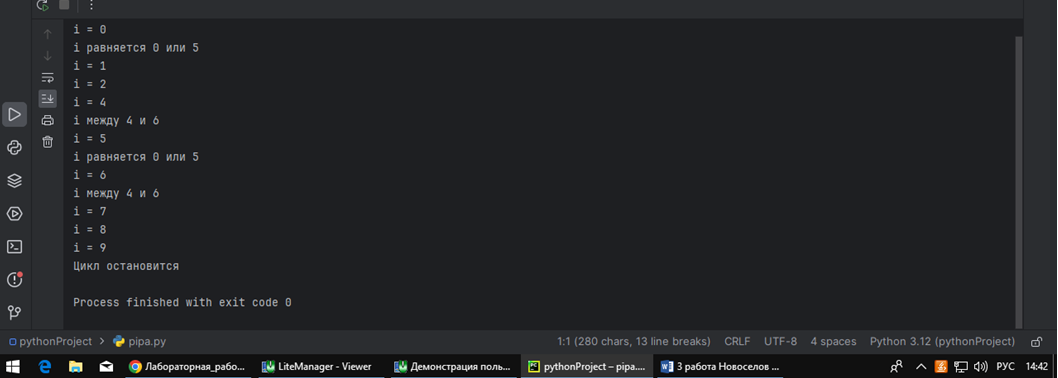 i = 0
i равняется 0 или 5
i = 1
i = 2
i = 4
i между 4 и 6
i = 5
i равняется 0 или 5
i = 6
i между 4 и 6
i = 7
i = 8
i = 9
Цикл остановится
Process finished with exit code 0
pythonProject > pipa.py 1:1 (280 chars, 13 line breaks) CRLF UTF-8 4 spaces Python 3.12 (pythonProject)
Лабораторная_рабо... LiteManager - Viewer Демонстрация поль... pythonProject – pipa.... 3 работа Новоселов ... РУС 14:42